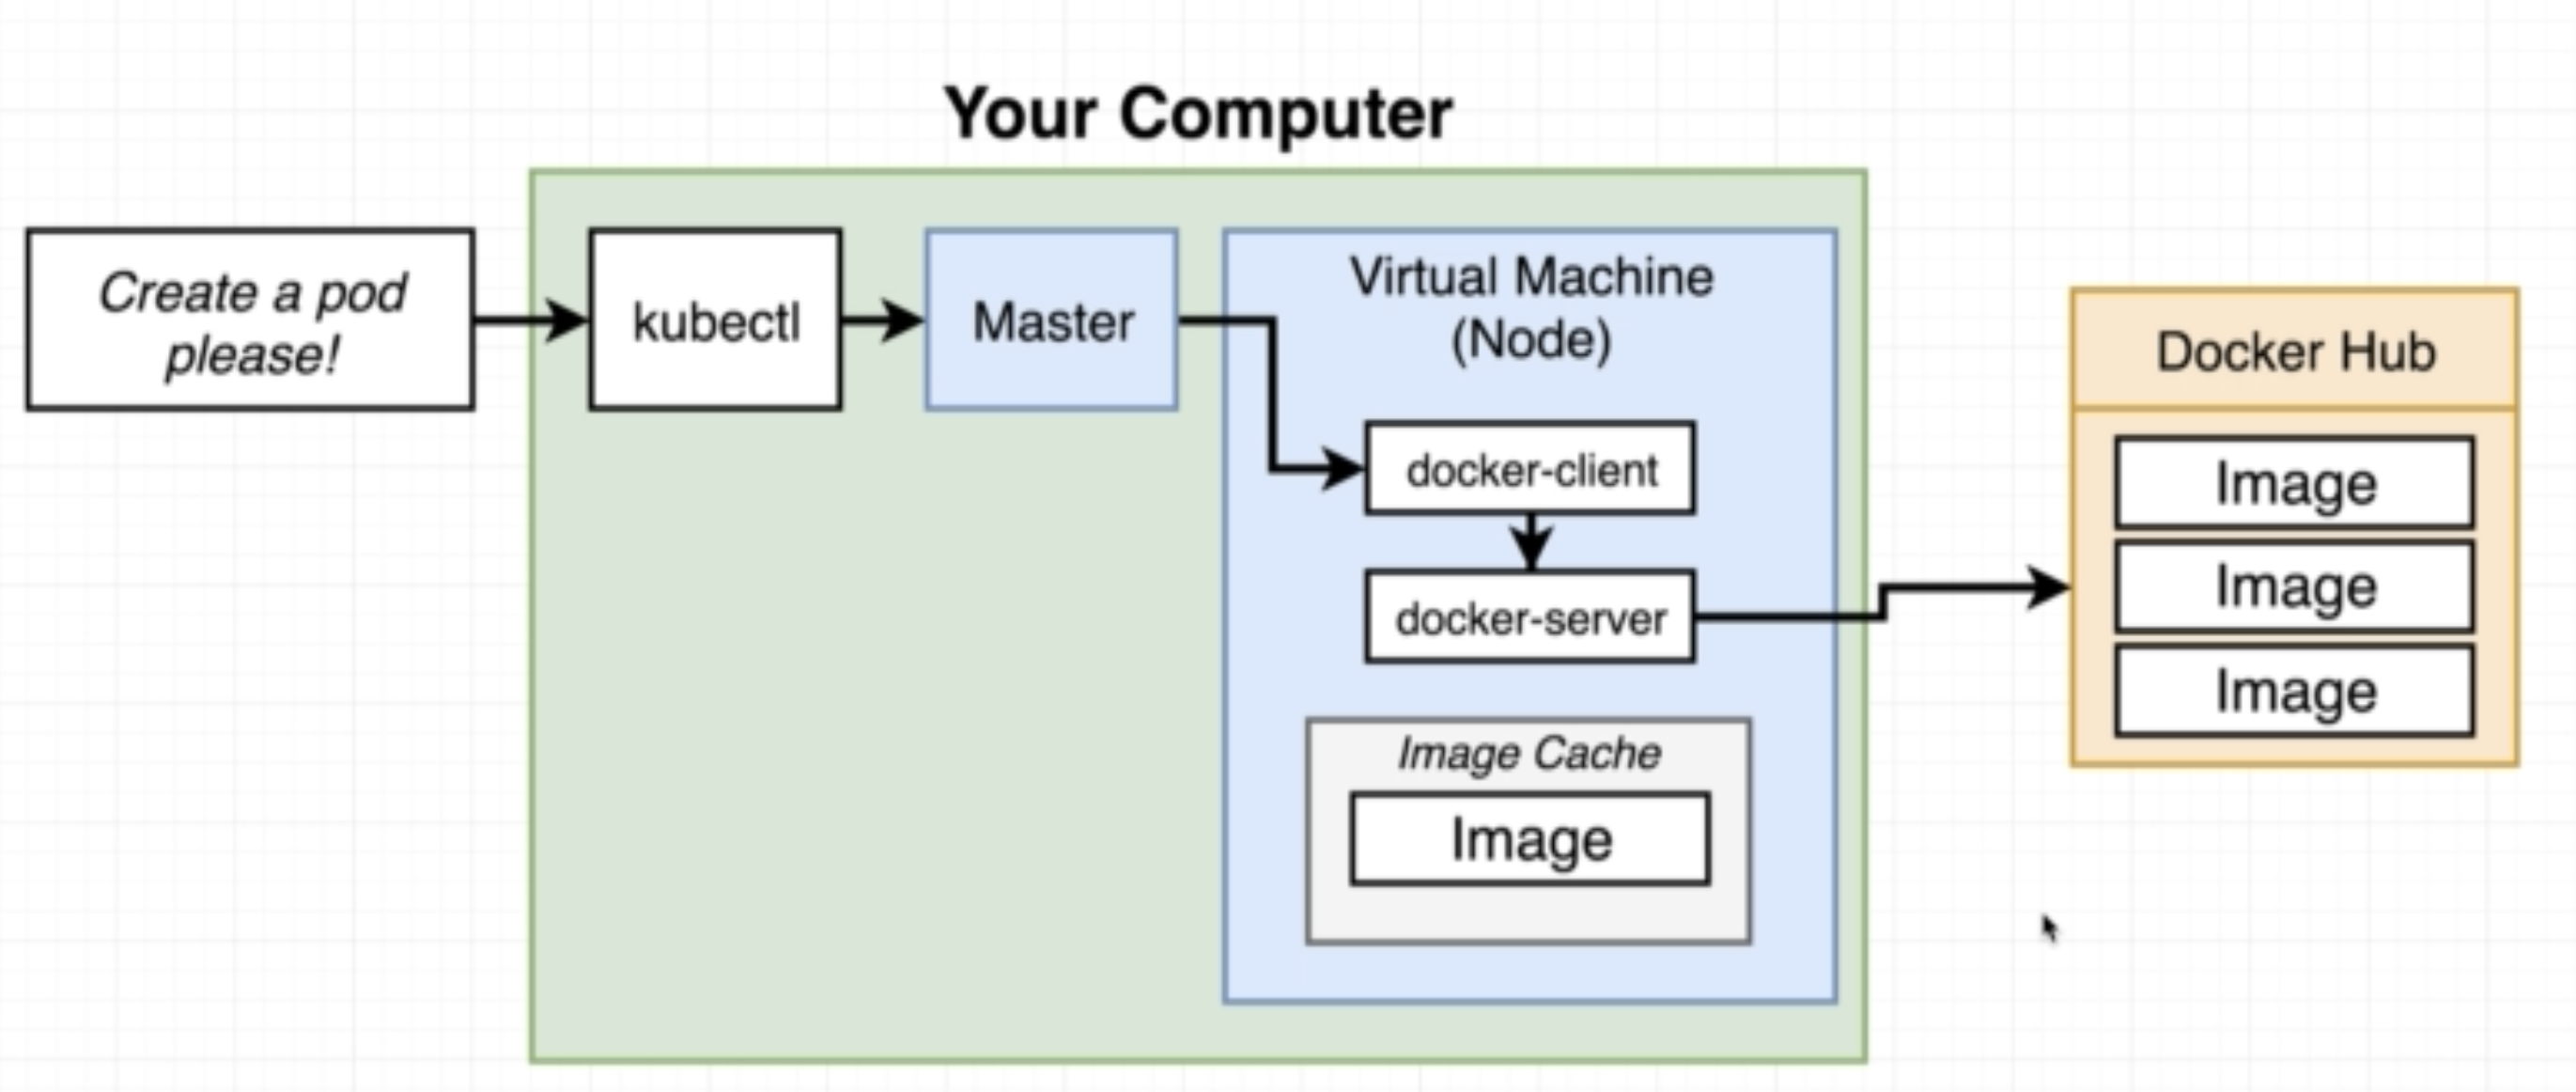 Your Computer
Create a pod
please!
kubectl
Master
Virtual Machine
(Node)
docker-client
docker-server
Image Cache
Image
Docker Hub
Image
Image
Image